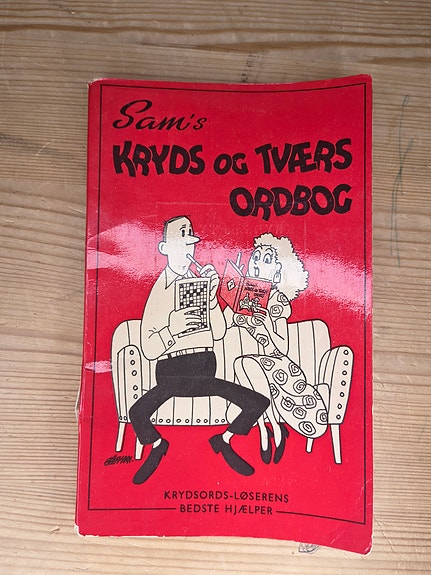 Sam's
KRYDS OG TVÆRS
ORDBOG
KRYDSORDS-LØSERENS
BEDSTE HJÆLPER